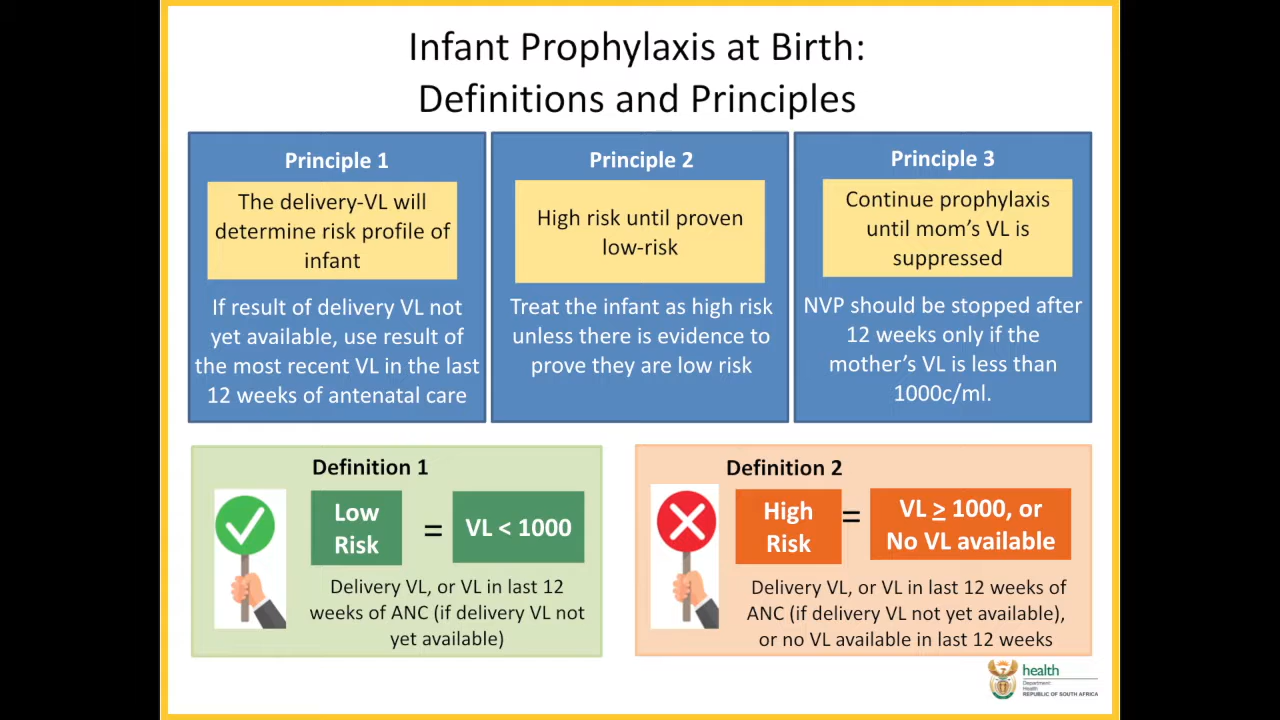 Infant Prophylaxis at Birth:
Definitions and Principles
Principle 1
The delivery-VL will
determine risk profile of
infant
If result of delivery VL not
yet available, use result of
the most recent VL in the last
12 weeks of antenatal care
Principle 2
High risk until proven
low-risk
Treat the infant as high risk
unless there is evidence to
prove they are low risk
Principle 3
Continue prophylaxis
until mom's VL is
suppressed
NVP should be stopped after
12 weeks only if the
mother's VL is less than
1000c/ml.
Definition 1
Low
Risk
=
VL < 1000
Delivery VL, or VL in last 12
weeks of ANC (if delivery VL not
yet available)
Definition 2
High
Risk
=
VL ≥ 1000, or
No VL available
Delivery VL, or VL in last 12 weeks of
ANC (if delivery VL not yet available),
or no VL available in last 12 weeks
health
Department:
Health
REPUBLIC OF SOUTH AFRICA